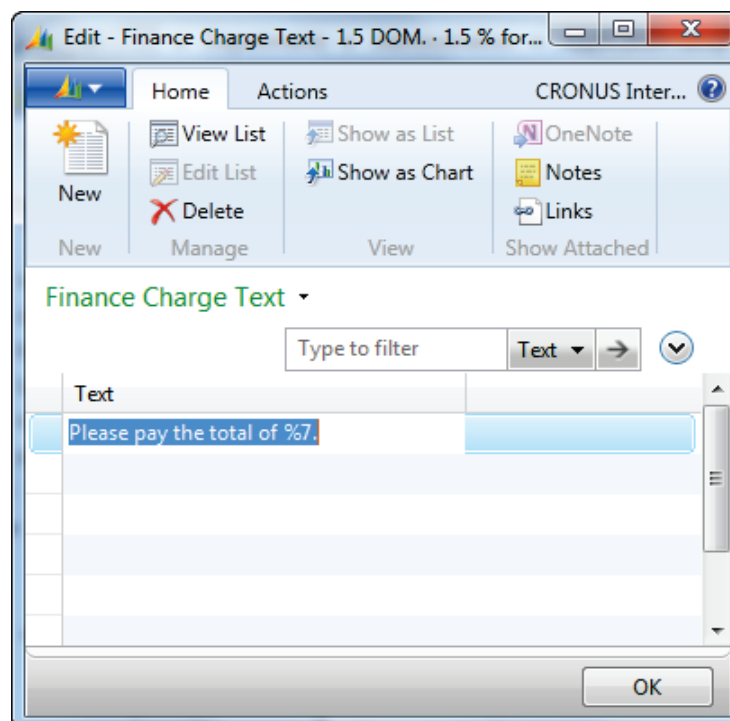 Edit - Finance Charge Text - 1.5 DOM. · 1.5 % for...
Home Actions CRONUS Inter...
New
View List
Edit List
Delete
Show as List
Show as Chart
OneNote
Notes
Links
New Manage View Show Attached
Finance Charge Text
Type to filter Text
Text
Please pay the total of %7.
OK